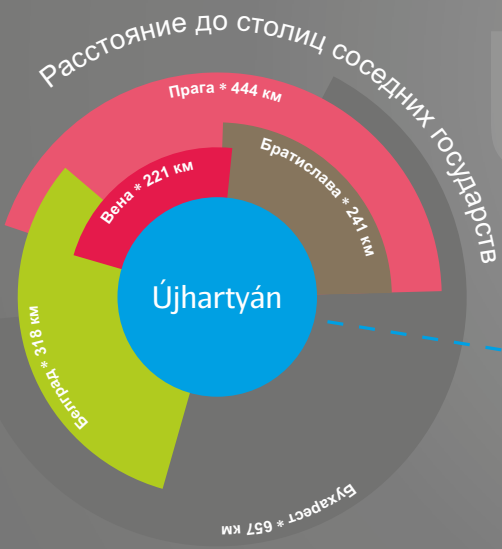 Расстояние до столиц соседних государств
Прага * 444 км
Братислава * 241 км
Вена * 221 км
Újhartyán
Белград * 318 км
Бухарест * 657 км